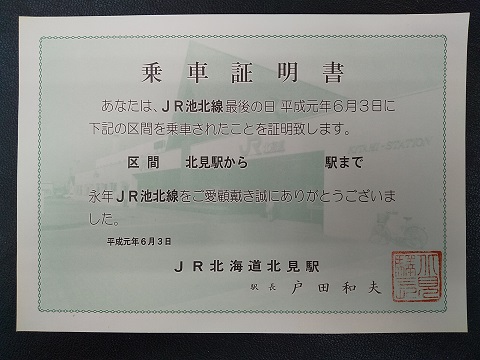 乗車証明書
あなたは、JR池北線最後の日 平成元年6月3日に
下記の区間を乗車されたことを証明致します。
区間 北見駅から 駅まで
永年JR池北線をご愛顧戴き誠にありがとうございま
した。
平成元年6月3日
JR北海道北見駅
駅長 戸田和夫